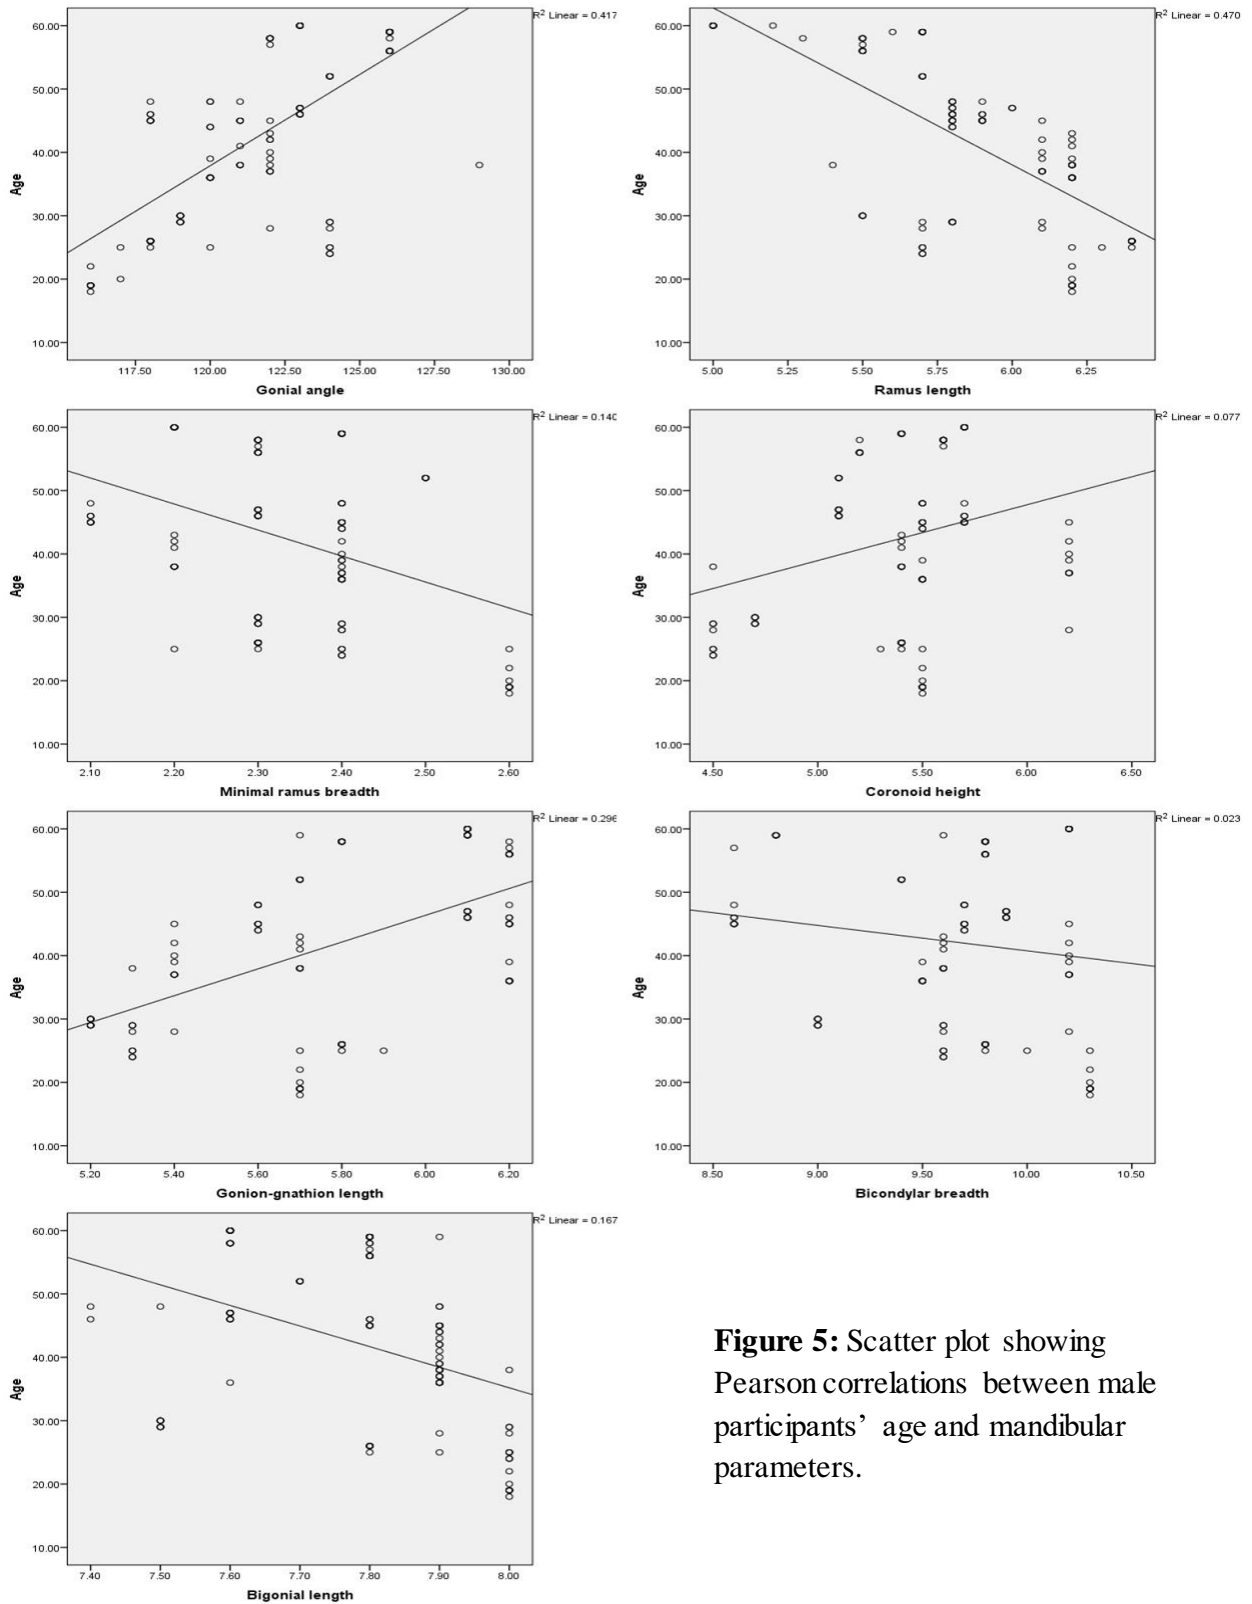 R² Linear = 0.417
60.00
50.00
40.00
30.00
20.00
10.00
Age
117.50 120.00 122.50 125.00 127.50 130.00
Gonial angle
R² Linear = 0.470
60.00
50.00
40.00
30.00
20.00
10.00
Age
5.00 5.25 5.50 5.75 6.00 6.25
Ramus length
R² Linear = 0.140
60.00
50.00
40.00
30.00
20.00
10.00
Age
2.10 2.20 2.30 2.40 2.50 2.60
Minimal ramus breadth
R² Linear = 0.077
60.00
50.00
40.00
30.00
20.00
10.00
Age
4.50 5.00 5.50 6.00 6.50
Coronoid height
R² Linear = 0.296
60.00
50.00
40.00
30.00
20.00
10.00
Age
5.20 5.40 5.60 5.80 6.00 6.20
Gonion-gnathion length
R² Linear = 0.023
60.00
50.00
40.00
30.00
20.00
10.00
Age
8.50 9.00 9.50 10.00 10.50
Bicondylar breadth
R² Linear = 0.167
60.00
50.00
40.00
30.00
20.00
10.00
Age
7.40 7.50 7.60 7.70 7.80 7.90 8.00
Bigonial length
Figure 5: Scatter plot showing
Pearson correlations between male
participants’ age and mandibular
parameters.